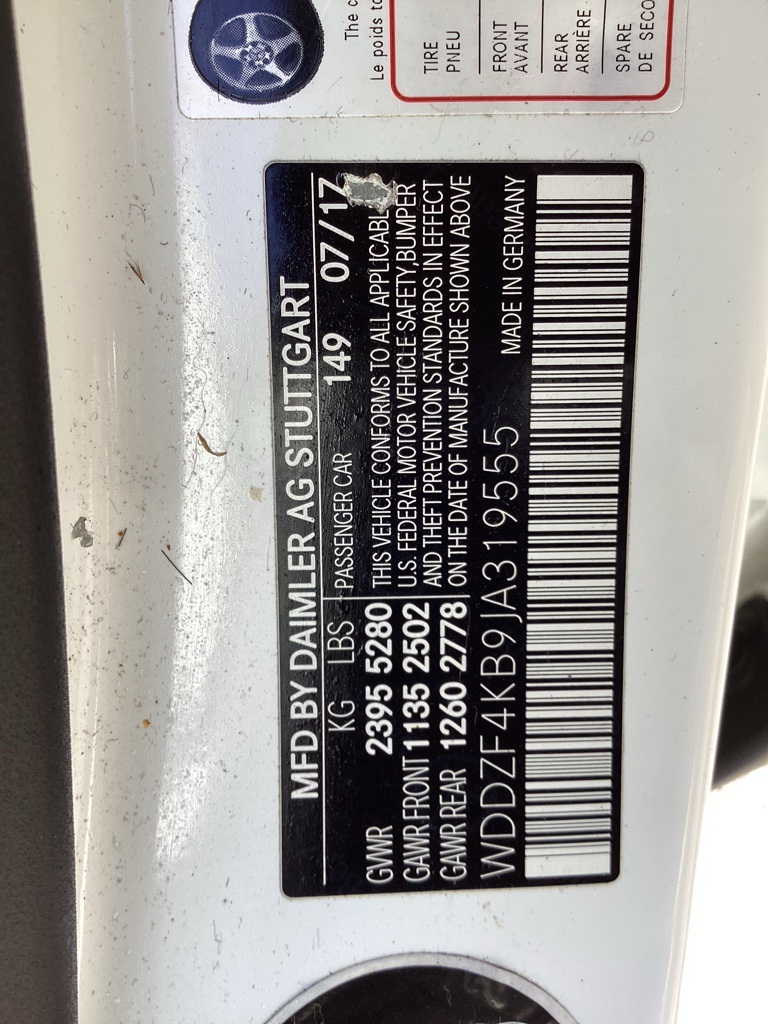 The c
Le poids to
TIRE
PNEU
FRONT
AVANT
REAR
ARRIÈRE
SPARE
DE SECO
MFD BY DAIMLER AG STUTTGART
KG LBS PASSENGER CAR 149 07/17
GVWR 2395 5280 THIS VEHICLE CONFORMS TO ALL APPLICABL
GAWR FRONT 1135 2502 U.S. FEDERAL MOTOR VEHICLE SAFETY,BUMPER
GAWR REAR 1260 2778 AND THEFT PREVENTION STANDARDS IN EFFECT
ON THE DATE OF MANUFACTURE SHOWN ABOVE
WDDZF4KB9JA319555 MADE IN GERMANY